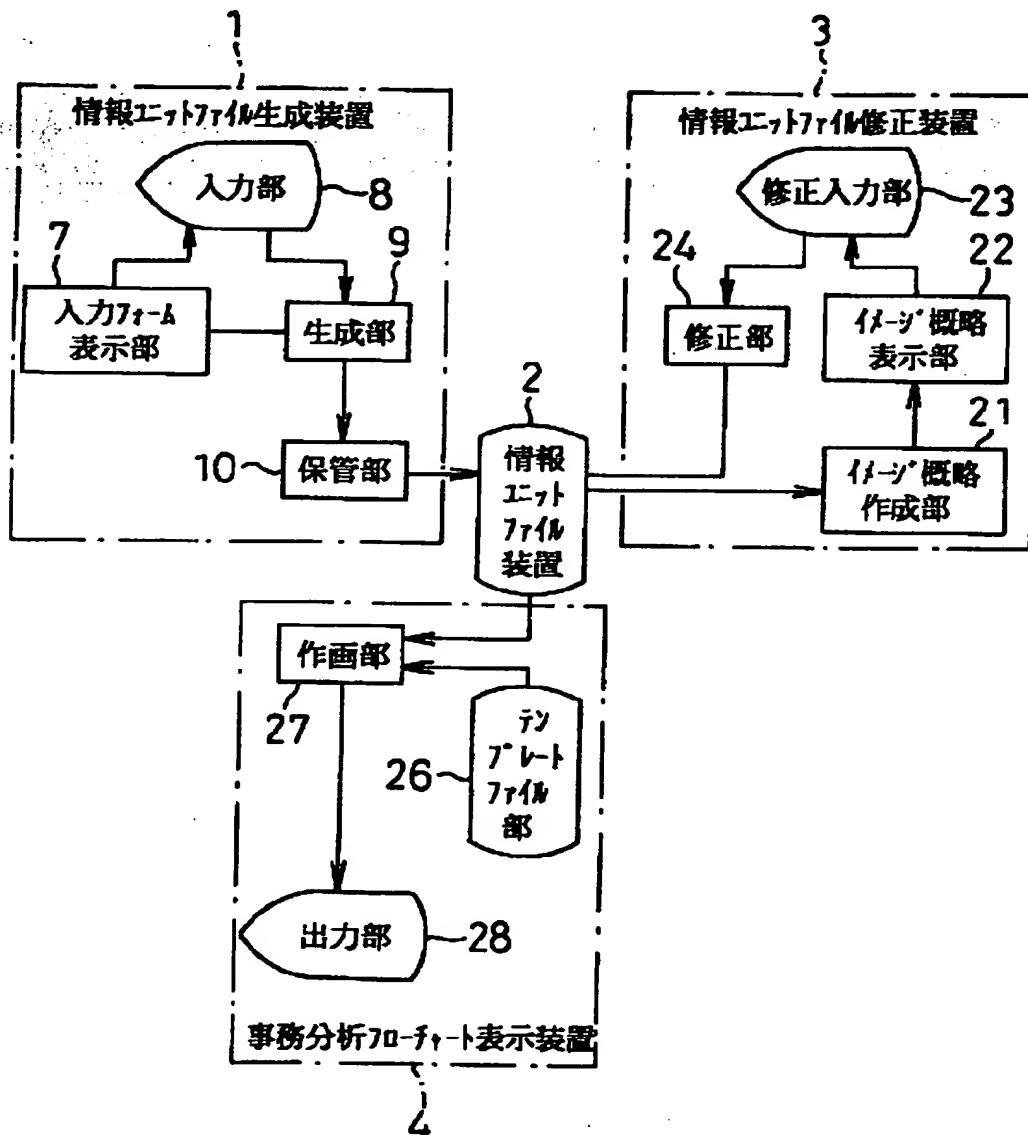 1
情報ユニットファイル生成装置
入力部
8
7
入力フォーム
表示部
9
生成部
10
保管部
2
情報
ユニット
ファイル
装置
3
情報ユニットファイル修正装置
修正入力部
23
24
修正部
22
イメージ概略
表示部
21
イメージ概略
作成部
作画部
27
テン
プレート
ファイル
部
26
出力部
28
事務分析フローチャート表示装置
4